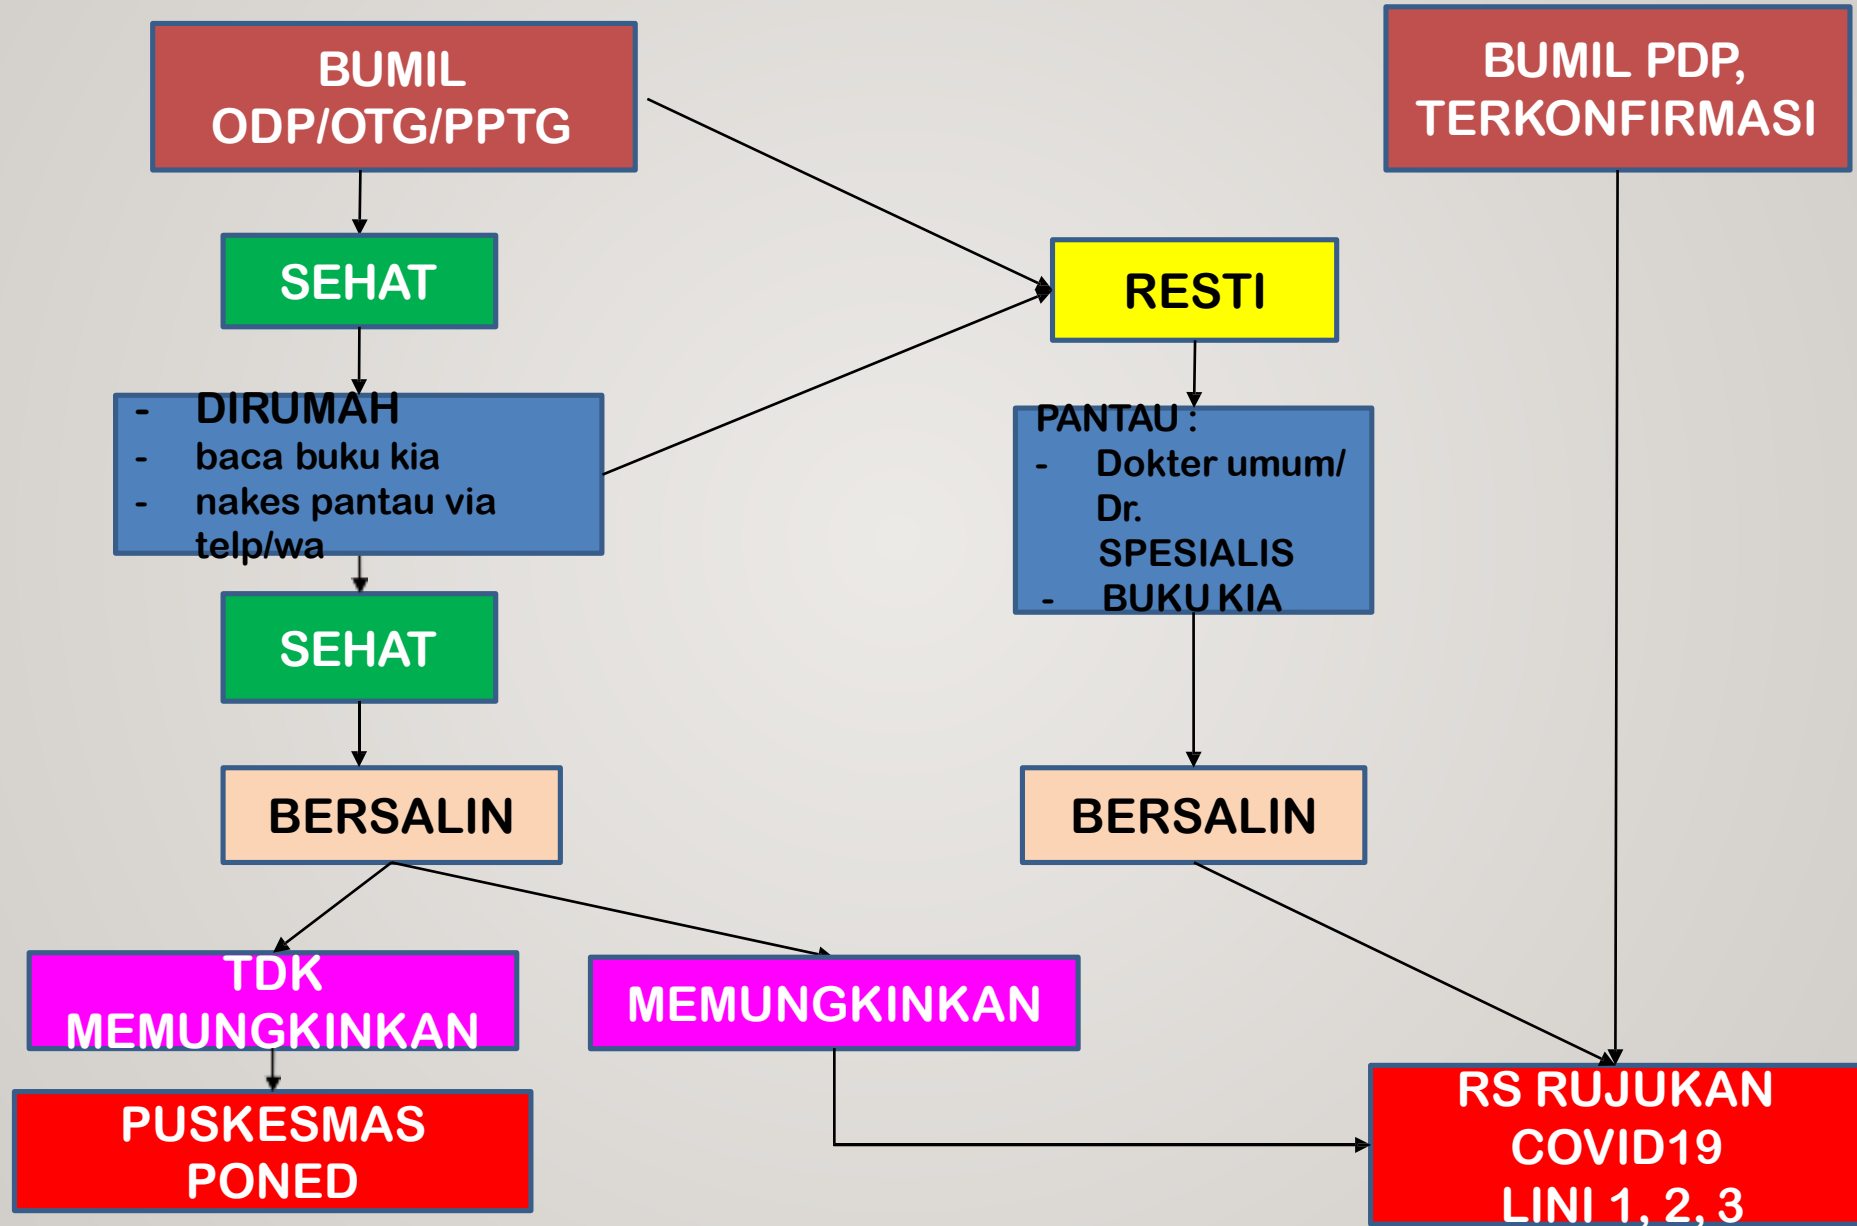 BUMIL
ODP/OTG/PPTG
BUMIL PDP,
TERKONFIRMASI
SEHAT
RESTI
- DIRUMAH
- baca buku kia
- nakes pantau via
telp/wa
PANTAU :
- Dokter umum/
Dr.
SPESIALIS
- BUKU KIA
SEHAT
BERSALIN
BERSALIN
TDK
MEMUNGKINKAN
MEMUNGKINKAN
PUSKESMAS
PONED
RS RUJUKAN
COVID19
LINI 1, 2, 3